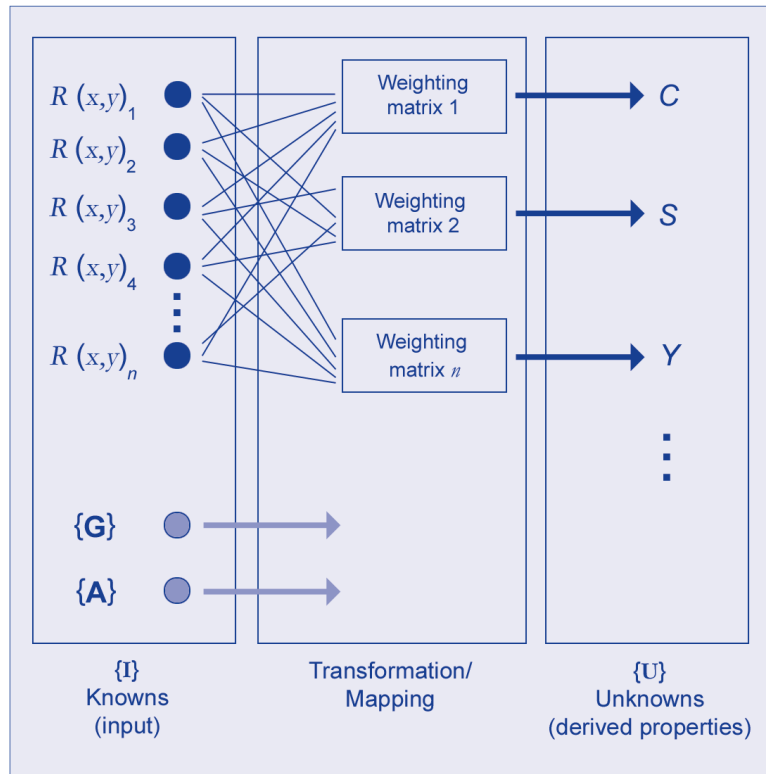 R (x,y)1
Weighting
matrix 1
C
R (x,y)2
R (x,y)3
Weighting
matrix 2
S
R (x,y)4
R (x,y)n
Weighting
matrix n
Y
{G}
{A}
{I}
Knowns
(input)
Transformation/
Mapping
{U}
Unknowns
(derived properties)